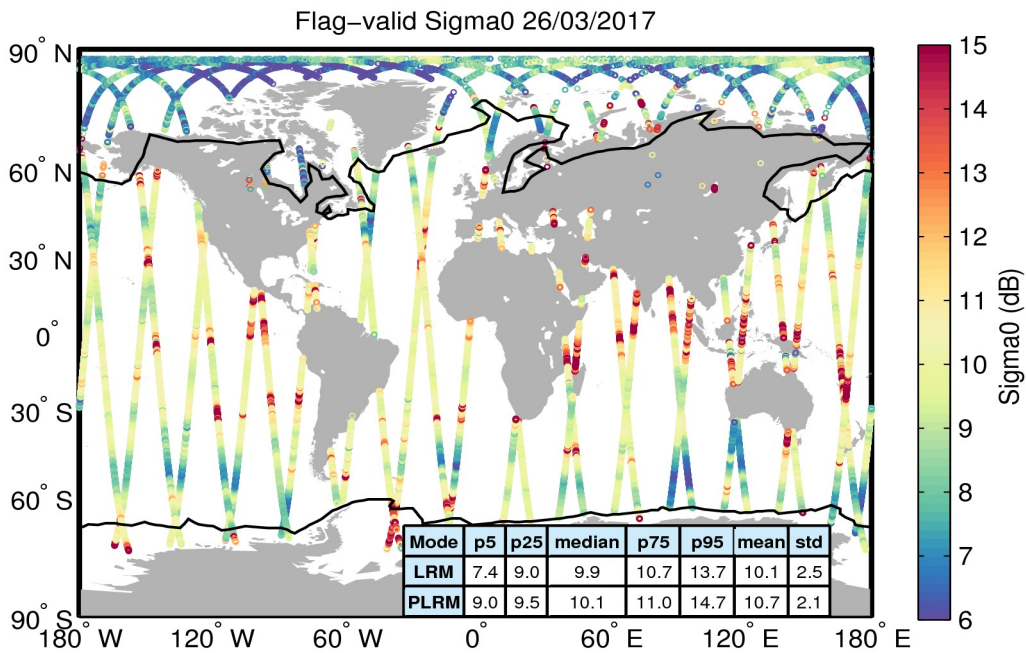 Flag−valid Sigma0 26/03/2017
90° N
60° N
30° N
0°
30° S
60° S
90° S
180° W
120° W
60° W
0°
60° E
120° E
180° E
15
14
13
12
11
10
9
8
7
6
Sigma0 (dB)
Mode p5 p25 median p75 p95 mean std
LRM 7.4 9.0 9.9 10.7 13.7 10.1 2.5
PLRM 9.0 9.5 10.1 11.0 14.7 10.7 2.1